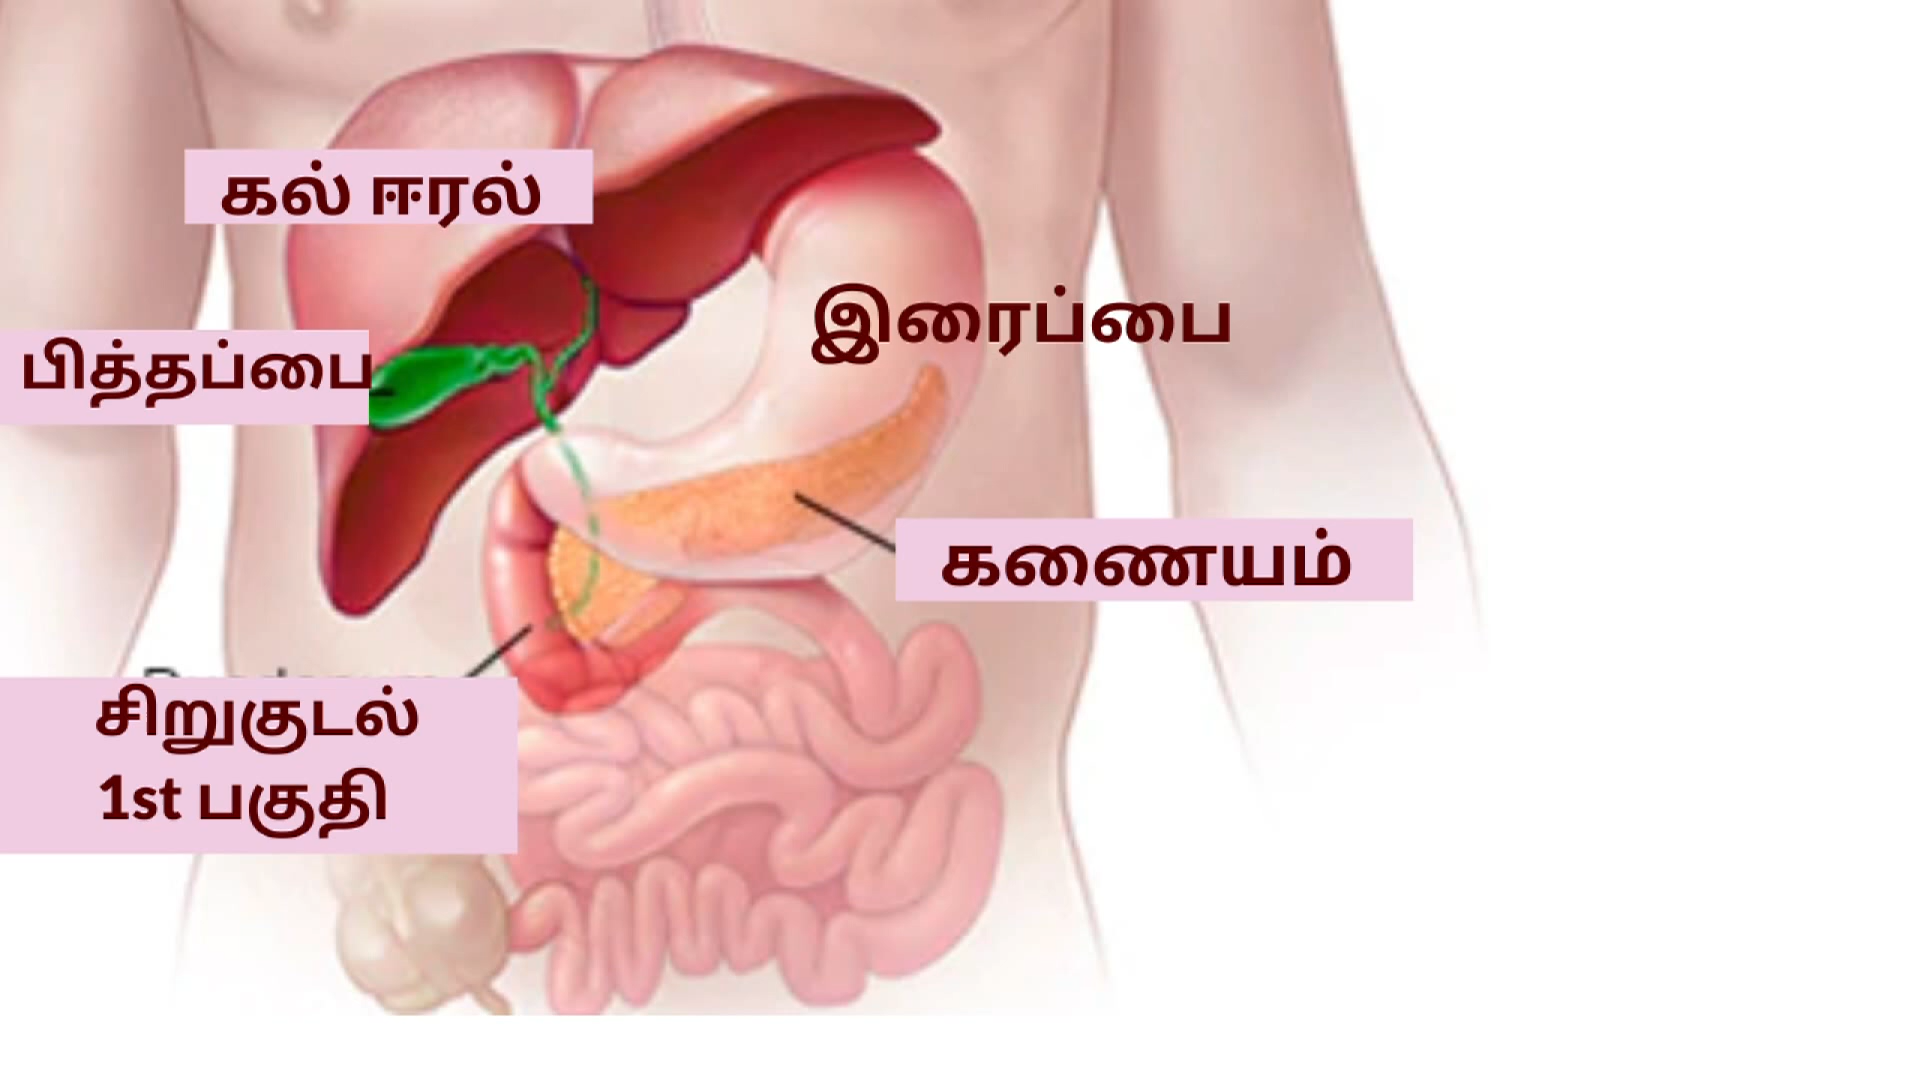 கல் ஈரல்
இரைப்பை
பித்தப்பை
கணையம்
சிறுகுடல்
1st பகுதி